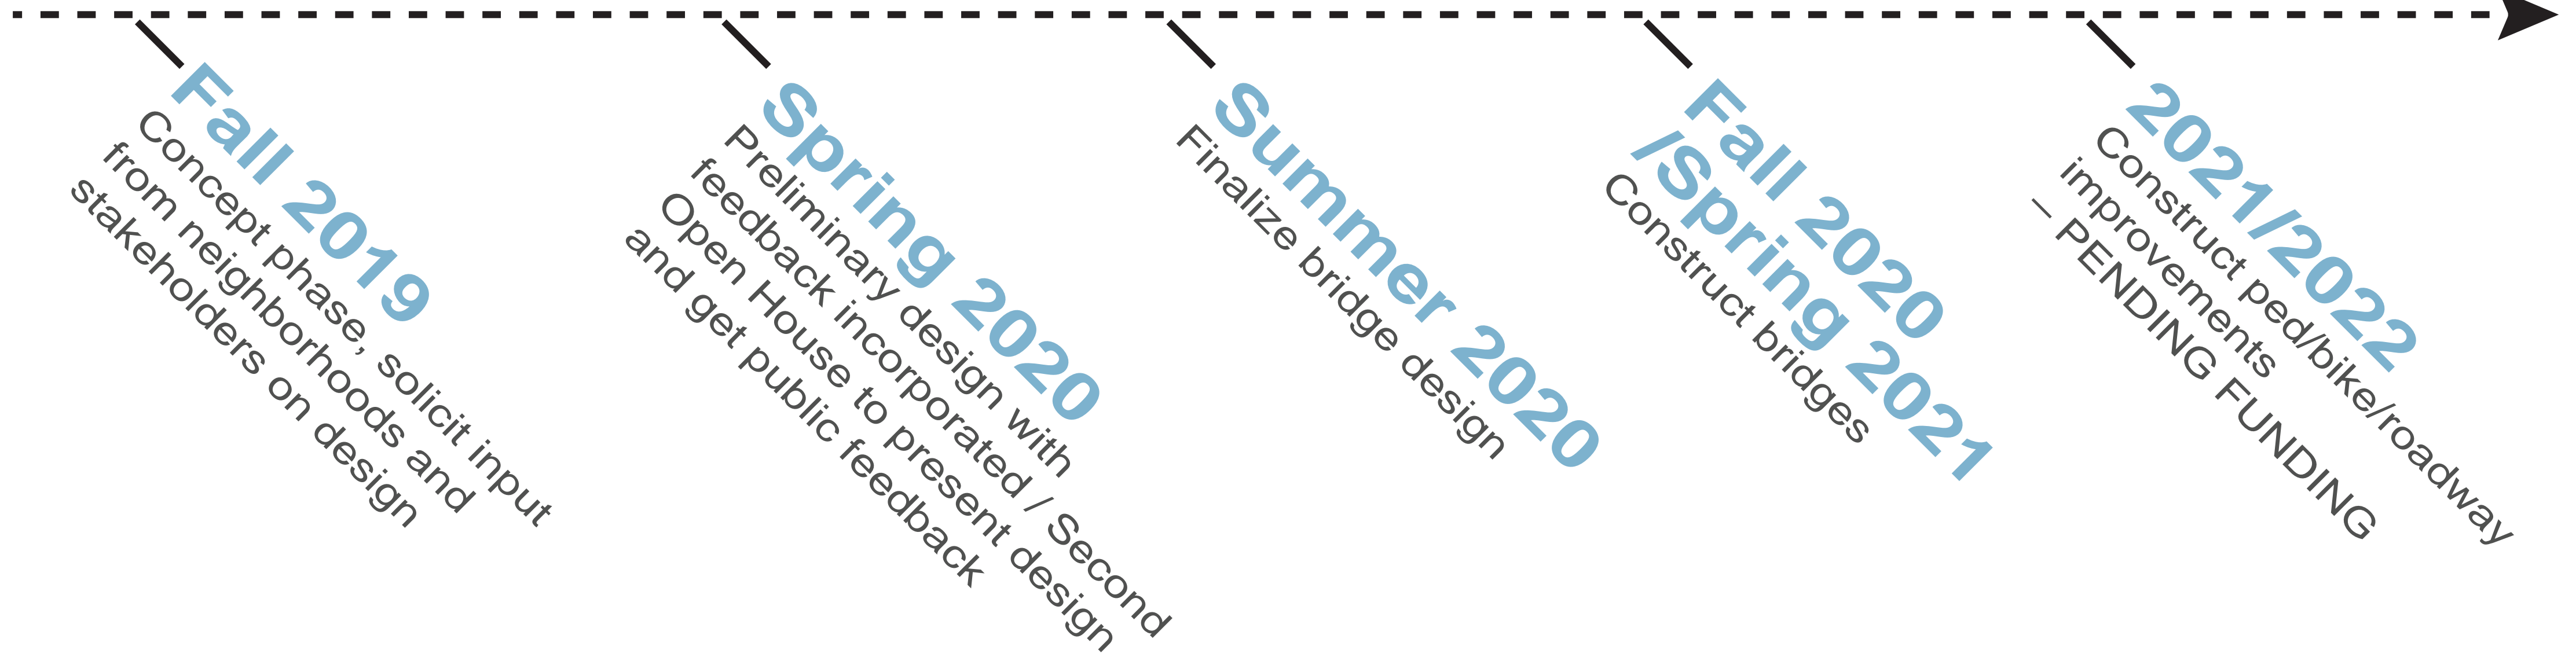 Fall 2019
Concept phase, solicit input
from neighborhoods and
stakeholders on design
Spring 2020
Preliminary design with
feedback incorporated / Second
Open House to present design
and get public feedback
Summer 2020
Finalize bridge design
Fall 2020
/Spring 2021
Construct bridges
2021/2022
Construct ped/bike/roadway
improvements
– PENDING FUNDING